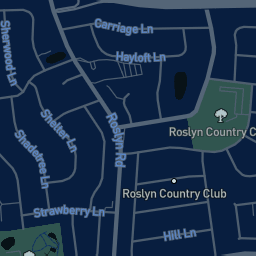 Carriage Ln
Sherwood Ln
Hayloft Ln
Shelter Ln
Shadetree Ln
Roslyn Rd
Roslyn Country C
Roslyn Country Club
Strawberry Ln
Hill Ln